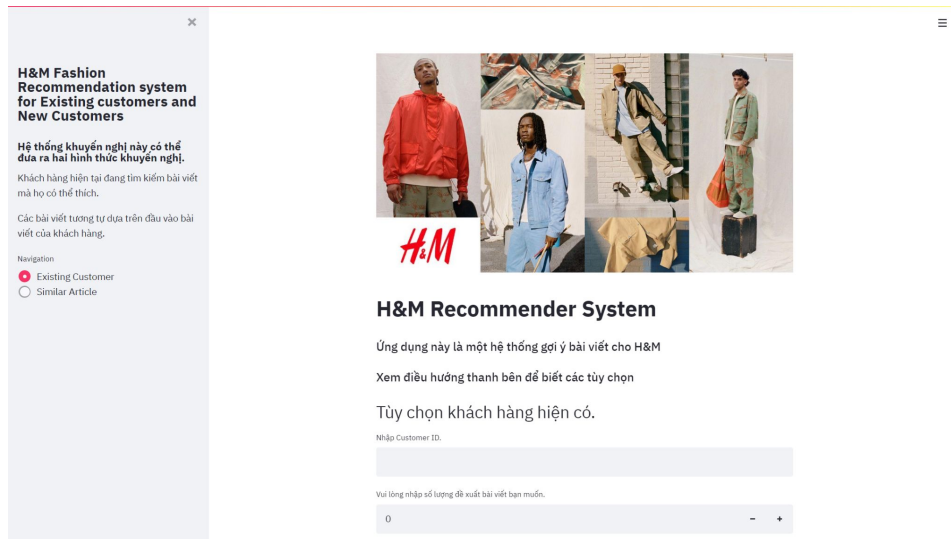 H&M Fashion
Recommendation system
for Existing customers and
New Customers
Hệ thống khuyến nghị này có thể
đưa ra hai hình thức khuyến nghị.
Khách hàng hiện tại đang tìm kiếm bài viết
mà họ có thể thích.
Các bài viết tương tự dựa trên đầu vào bài
viết của khách hàng.
Navigation
Existing Customer
Similar Article
H&M
H&M Recommender System
Ứng dụng này là một hệ thống gợi ý bài viết cho H&M
Xem điều hướng thanh bên để biết các tùy chọn
Tùy chọn khách hàng hiện có.
Nhập Customer ID.
Vui lòng nhập số lượng đề xuất bài viết bạn muốn.
0